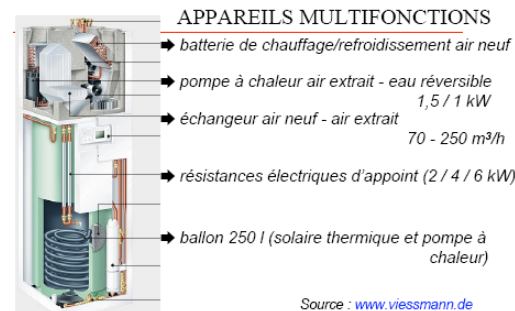 APPAREILS MULTIFONCTIONS
batterie de chauffage/refroidissement air neuf
pompe à chaleur air extrait - eau réversible
1,5 / 1 kW
échangeur air neuf - air extrait
70 - 250 m³/h
résistances électriques d'appoint (2 / 4 / 6 kW)
ballon 250 l (solaire thermique et pompe à
chaleur)
Source : www.viessmann.de